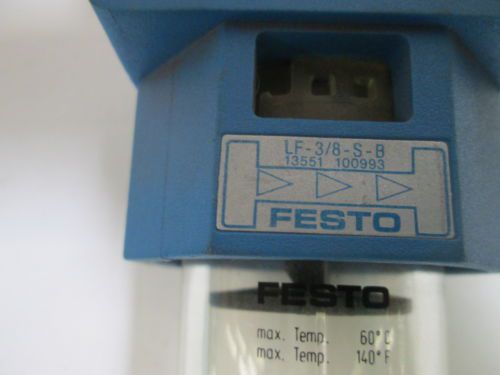 LF-3/8-S-B
13551 100993
FESTO
FESTO
max. Temp. 60°C
max. Temp. 140°F